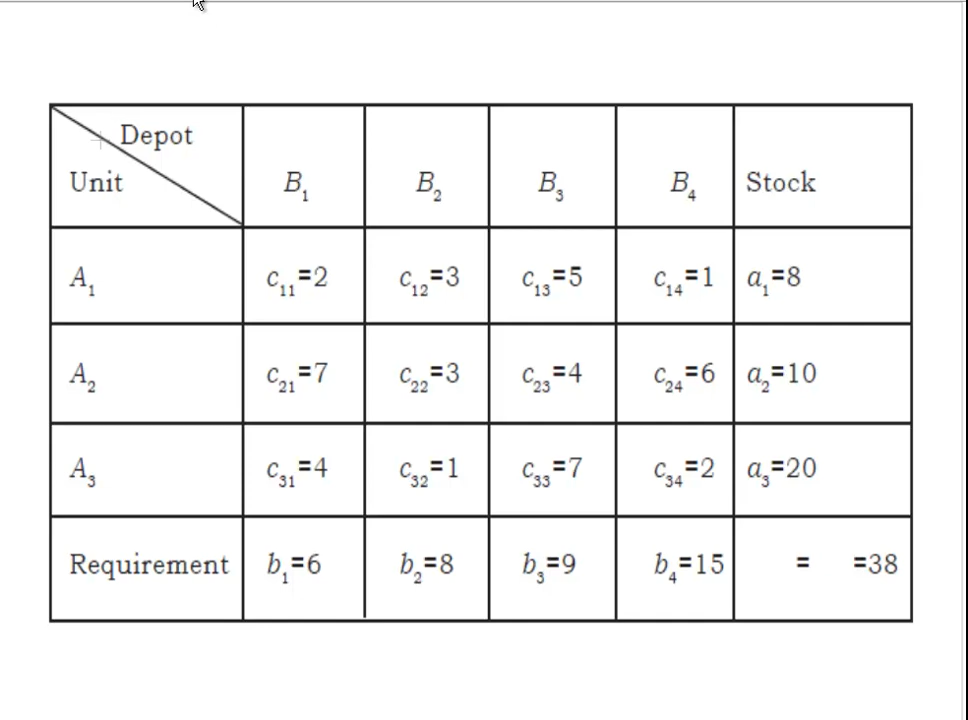 Depot
Unit B₁ B₂ B₃ B₄ Stock
A₁ c₁₁=2 c₁₂=3 c₁₃=5 c₁₄=1 a₁=8
A₂ c₂₁=7 c₂₂=3 c₂₃=4 c₂₄=6 a₂=10
A₃ c₃₁=4 c₃₂=1 c₃₃=7 c₃₄=2 a₃=20
Requirement b₁=6 b₂=8 b₃=9 b₄=15 = =38